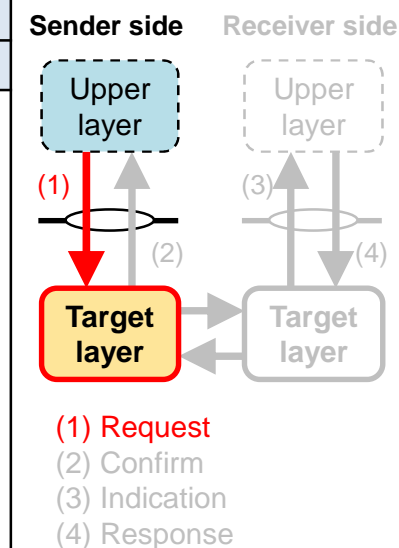 Sender side Receiver side
Upper
layer
Upper
layer
(1)
(3)
(2)
(4)
Target
layer
Target
layer
(1) Request
(2) Confirm
(3) Indication
(4) Response